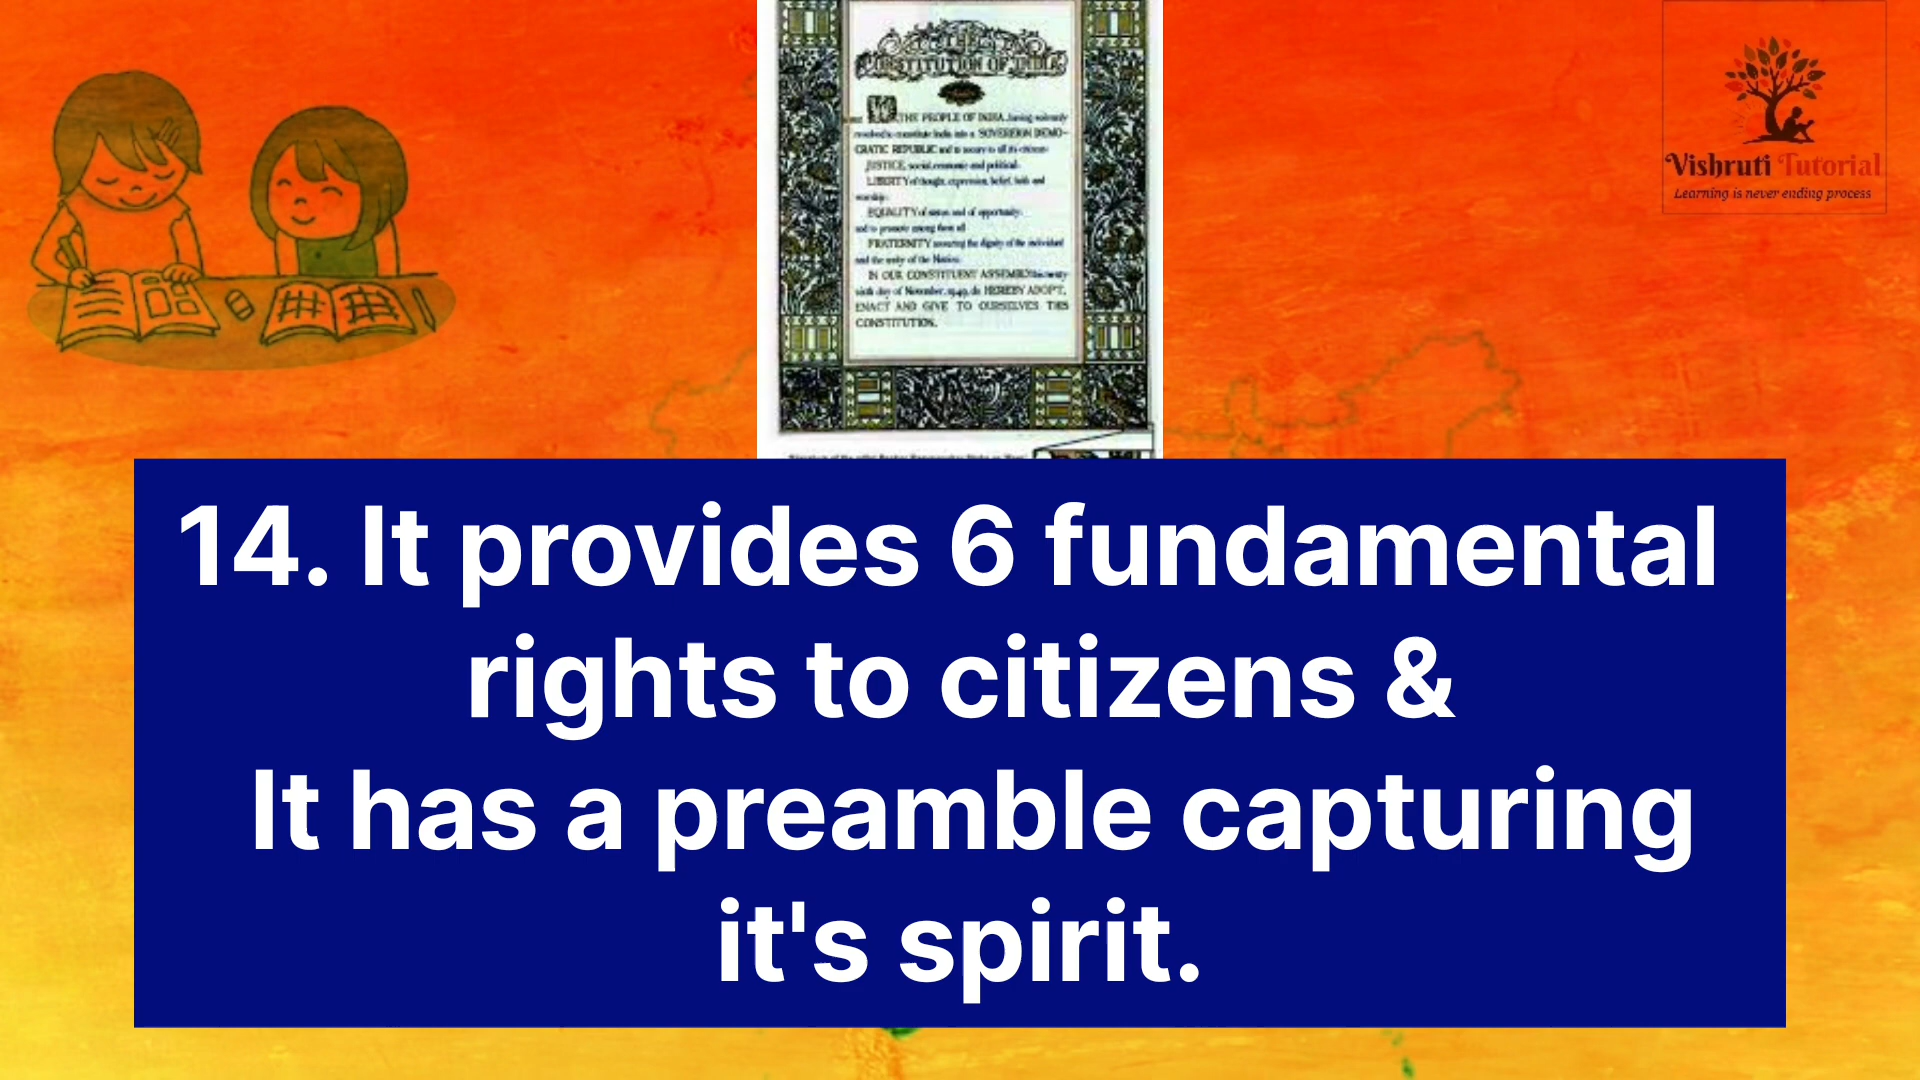 THE
CONSTITUTION OF INDIA
WE, THE PEOPLE OF INDIA, having solemnly
resolved to constitute India into a SOVEREIGN DEMO-
CRATIC REPUBLIC and to secure to all its citizens:
JUSTICE, social, economic and political;
LIBERTY of thought, expression, belief, faith and
worship;
EQUALITY of status and of opportunity;
and to promote among them all
FRATERNITY assuring the dignity of the individual
and the unity of the Nation;
IN OUR CONSTITUENT ASSEMBLY this twenty
sixth day of November, 1949, do HEREBY ADOPT,
ENACT AND GIVE TO OURSELVES THIS
CONSTITUTION.
Vishruti Tutorial
Learning is never ending process
14. It provides 6 fundamental
rights to citizens &
It has a preamble capturing
it's spirit.